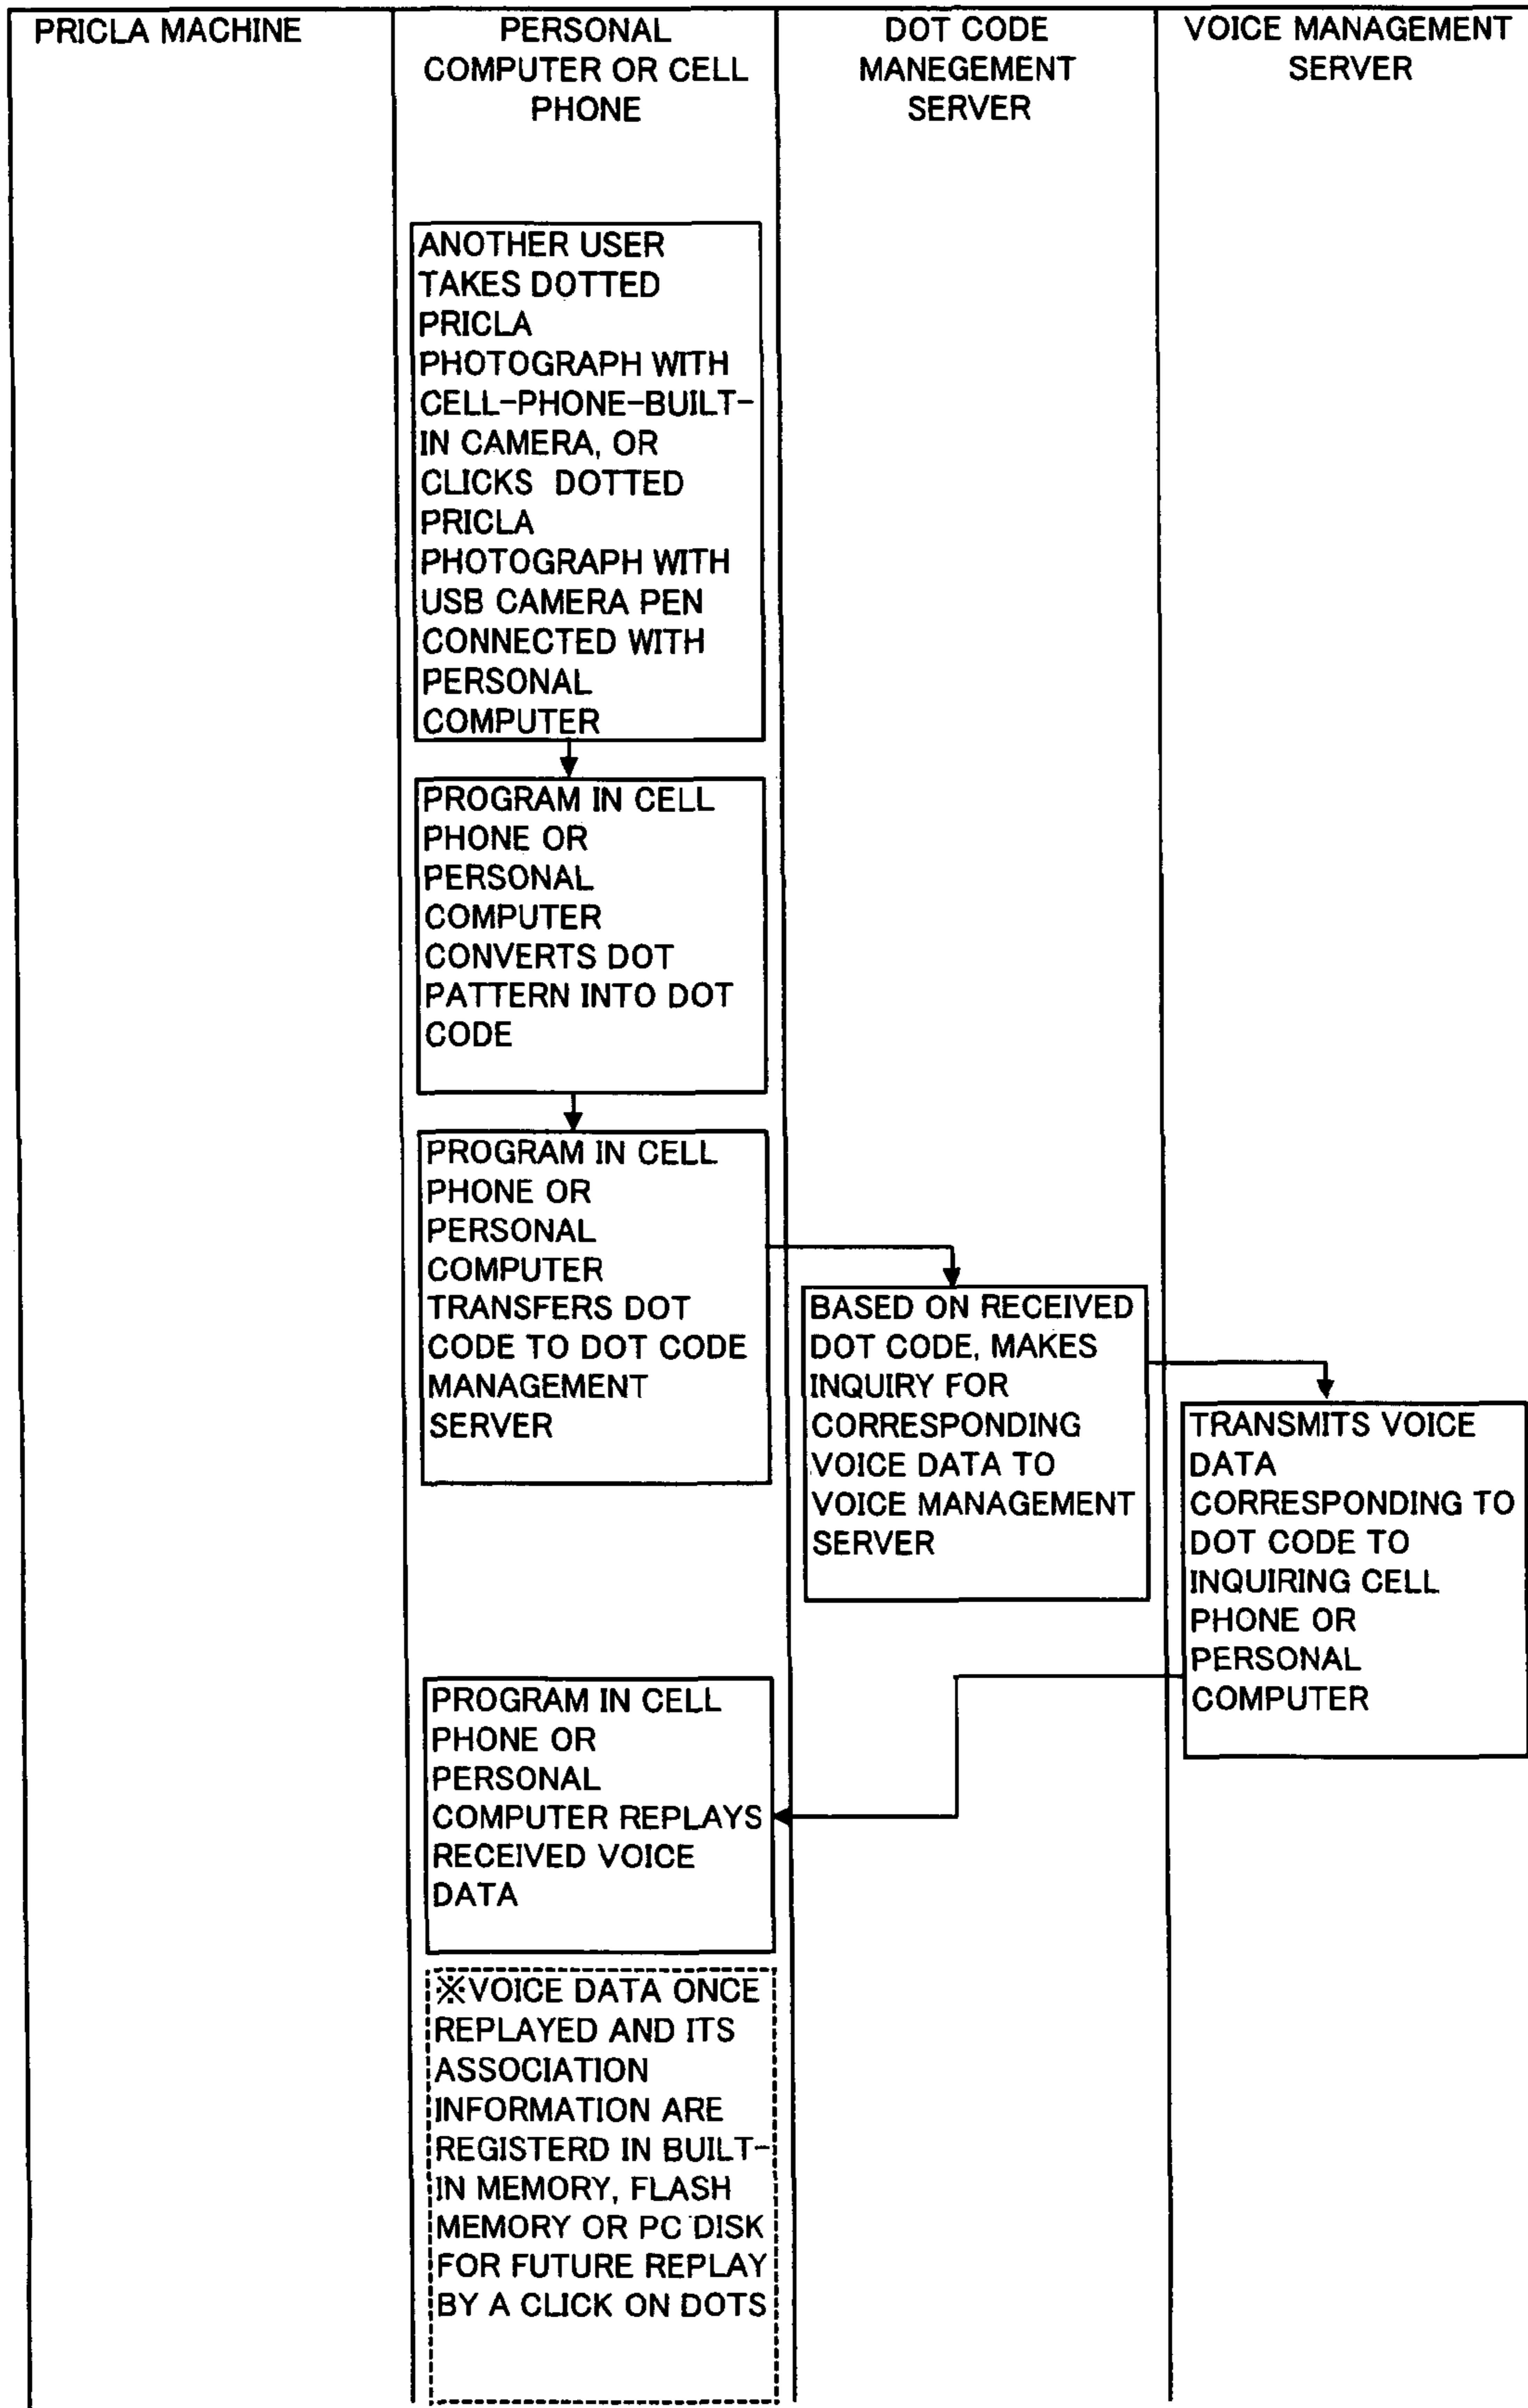 PRICLA MACHINE
PERSONAL
COMPUTER OR CELL
PHONE
DOT CODE
MANEGEMENT
SERVER
VOICE MANAGEMENT
SERVER
ANOTHER USER
TAKES DOTTED
PRICLA
PHOTOGRAPH WITH
CELL-PHONE-BUILT-
IN CAMERA, OR
CLICKS DOTTED
PRICLA
PHOTOGRAPH WITH
USB CAMERA PEN
CONNECTED WITH
PERSONAL
COMPUTER
PROGRAM IN CELL
PHONE OR
PERSONAL
COMPUTER
CONVERTS DOT
PATTERN INTO DOT
CODE
PROGRAM IN CELL
PHONE OR
PERSONAL
COMPUTER
TRANSFERS DOT
CODE TO DOT CODE
MANAGEMENT
SERVER
BASED ON RECEIVED
DOT CODE, MAKES
INQUIRY FOR
CORRESPONDING
VOICE DATA TO
VOICE MANAGEMENT
SERVER
TRANSMITS VOICE
DATA
CORRESPONDING TO
DOT CODE TO
INQUIRING CELL
PHONE OR
PERSONAL
COMPUTER
PROGRAM IN CELL
PHONE OR
PERSONAL
COMPUTER REPLAYS
RECEIVED VOICE
DATA
※VOICE DATA ONCE
REPLAYED AND ITS
ASSOCIATION
INFORMATION ARE
REGISTERD IN BUILT-
IN MEMORY, FLASH
MEMORY OR PC DISK
FOR FUTURE REPLAY
BY A CLICK ON DOTS